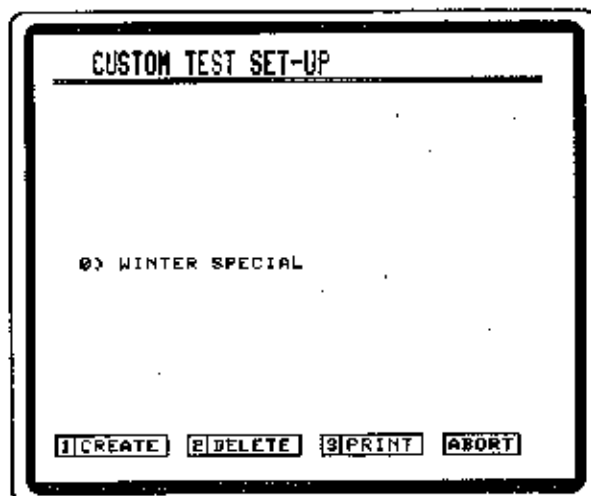 CUSTOM TEST SET-UP
0) WINTER SPECIAL
1 CREATE 2 DELETE 3 PRINT ABORT